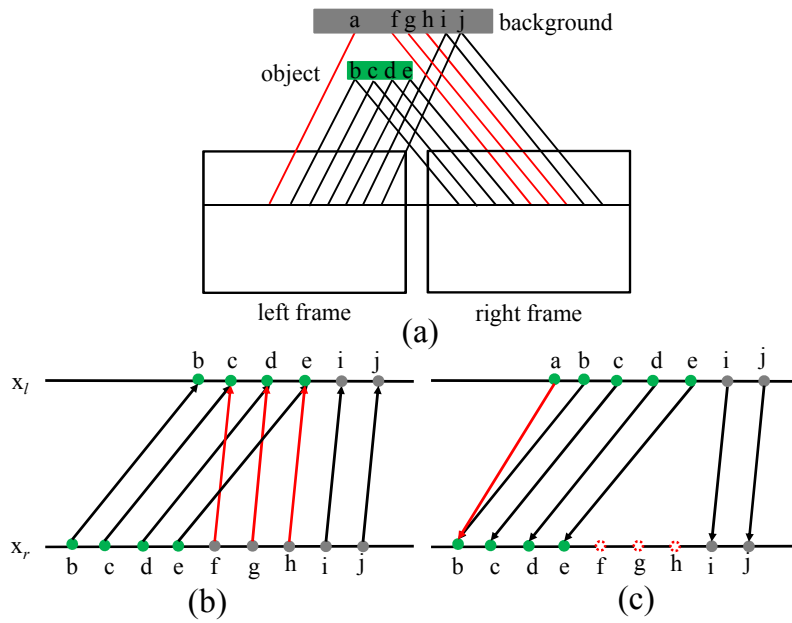 a f g h i j background
object b c d e
left frame right frame
(a)
b c d e i j
x_l
x_r
b c d e f g h i j
(b)
a b c d e i j
b c d e f g h i j
(c)